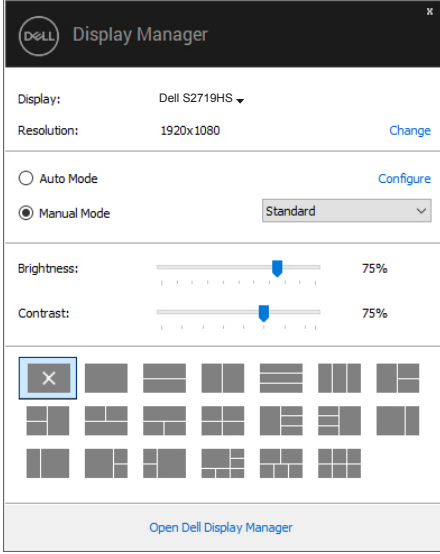 x
DELL Display Manager
Display: Dell S2719HS
Resolution: 1920x1080 Change
Auto Mode Configure
Manual Mode Standard
Brightness: 75%
Contrast: 75%
Open Dell Display Manager